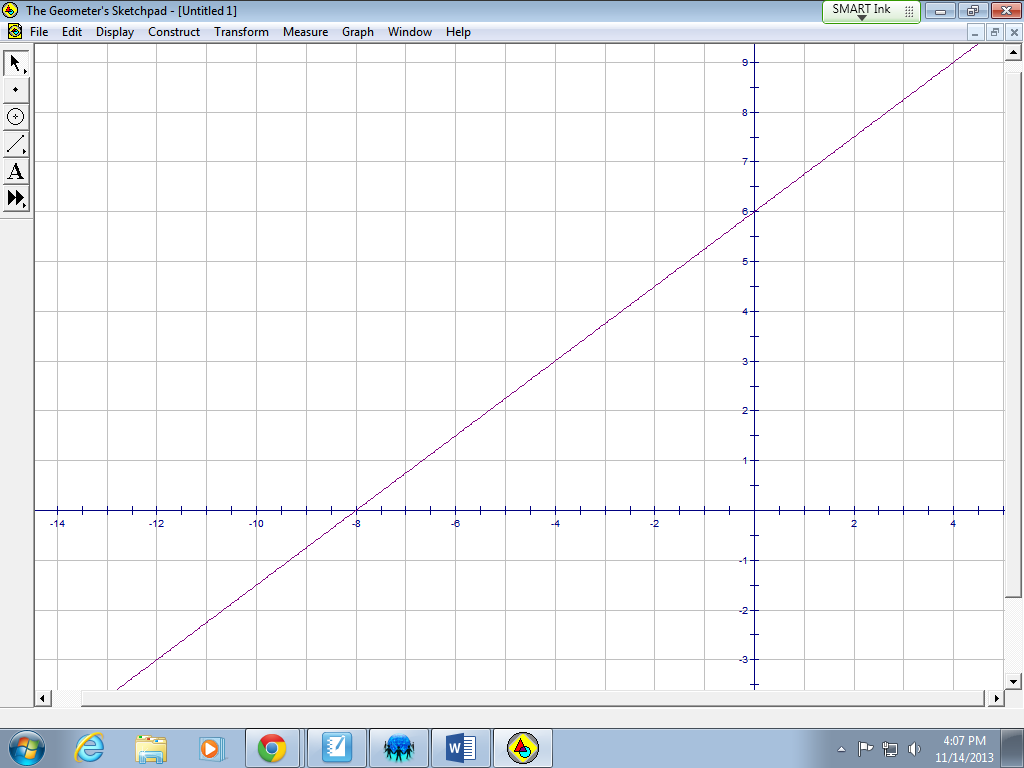 The Geometer's Sketchpad - [Untitled 1]
SMART Ink
File Edit Display Construct Transform Measure Graph Window Help
A
9
8
7
6
5
4
3
2
1
-14 -12 -10 -8 -6 -4 -2 2 4
-1
-2
-3
W
4:07 PM
11/14/2013